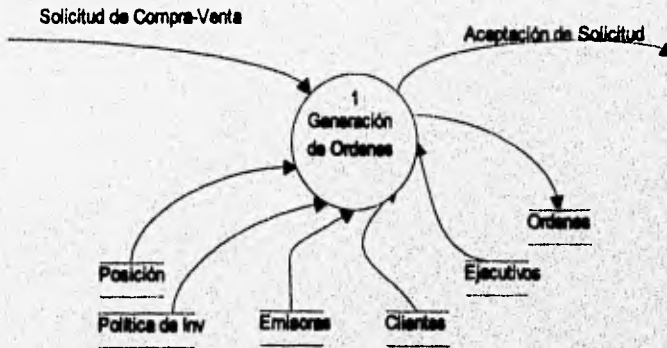 Solicitud de Compra-Venta
Aceptación de Solicitud
1
Generación
de Ordenes
Ordenes
Posición
Ejecutivos
Política de Inv
Emisoras
Clientes